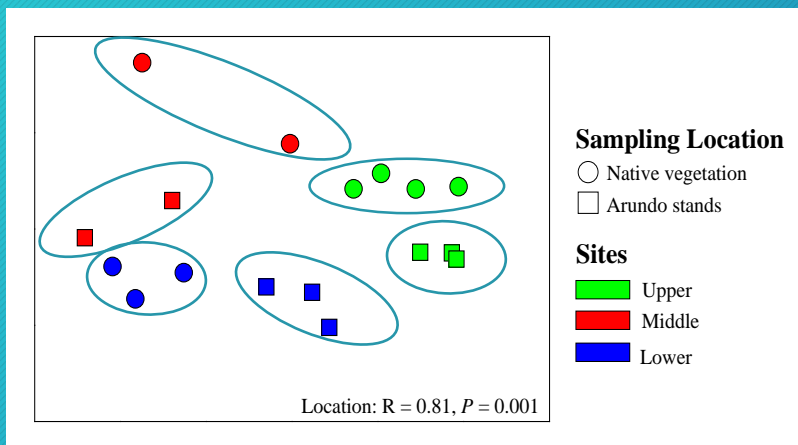 Sampling Location
Native vegetation
Arundo stands
Sites
Upper
Middle
Lower
Location: R = 0.81, P = 0.001